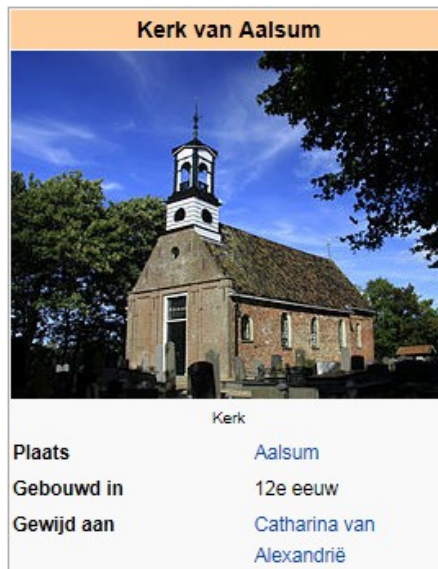 Kerk van Aalsum
Kerk
Plaats Aalsum
Gebouwd in 12e eeuw
Gewijd aan Catharina van
Alexandrië